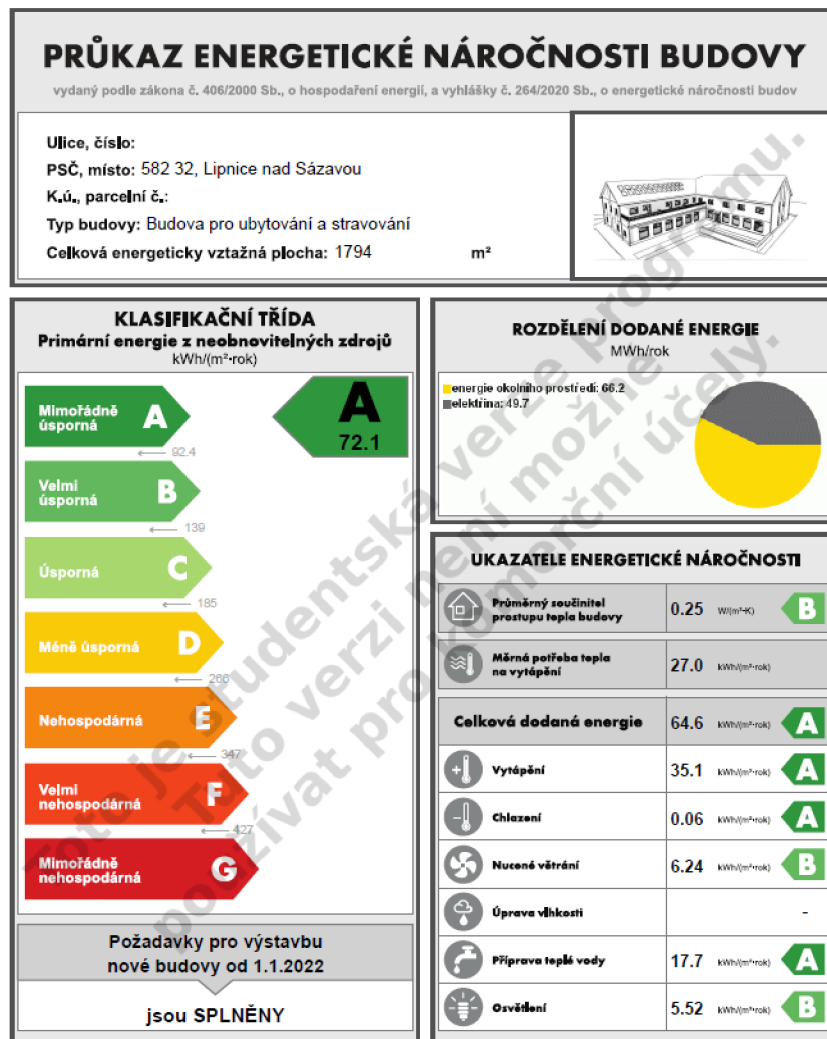 PRŮKAZ ENERGETICKÉ NÁROČNOSTI BUDOVY
vydaný podle zákona č. 406/2000 Sb., o hospodaření energií, a vyhlášky č. 264/2020 Sb., o energetické náročnosti budov
Ulice, číslo:
PSČ, místo: 582 32, Lipnice nad Sázavou
K.ú., parcelní č.:
Typ budovy: Budova pro ubytování a stravování
Celková energeticky vztažná plocha: 1794 m²
KLASIFIKAČNÍ TŘÍDA
Primární energie z neobnovitelných zdrojů
kWh/(m²·rok)
Mimořádně úsporná A
A
72.1
92.4
Velmi úsporná B
139
Úsporná C
185
Méně úsporná D
266
Nehospodárná E
347
Velmi nehospodárná F
427
Mimořádně nehospodárná G
Požadavky pro výstavbu
nové budovy od 1.1.2022
jsou SPLNĚNY
ROZDĚLENÍ DODANÉ ENERGIE
MWh/rok
energie okolního prostředí: 66.2
elektřina: 49.7
UKAZATELE ENERGETICKÉ NÁROČNOSTI
Průměrný součinitel prostupu tepla budovy 0.25 W/(m²·K) B
Měrná potřeba tepla na vytápění 27.0 kWh/(m²·rok)
Celková dodaná energie 64.6 kWh/(m²·rok) A
Vytápění 35.1 kWh/(m²·rok) A
Chlazení 0.06 kWh/(m²·rok) A
Nucené větrání 6.24 kWh/(m²·rok) B
Úprava vlhkosti -
Příprava teplé vody 17.7 kWh/(m²·rok) A
Osvětlení 5.52 kWh/(m²·rok) B
Toto je studentská verze programu.
Tuto verzi není možné
používat pro komerční účely.